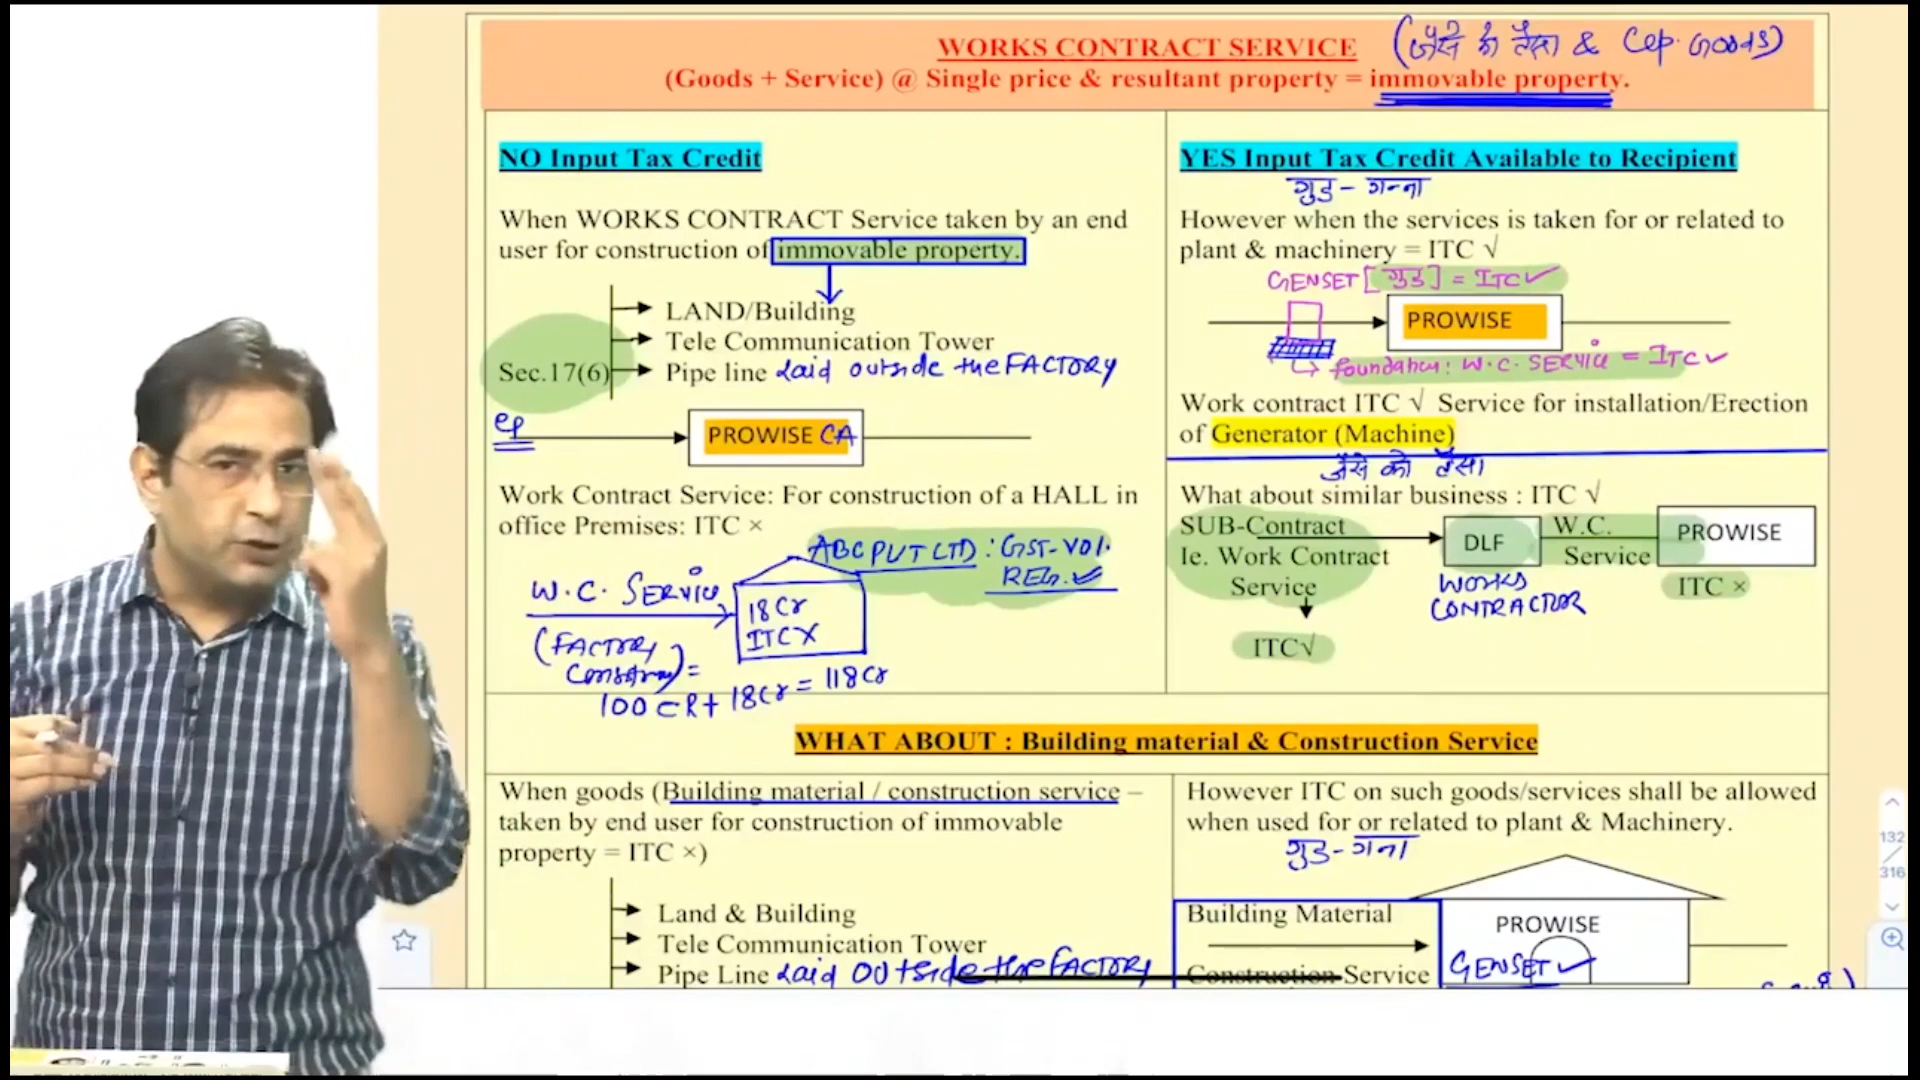 WORKS CONTRACT SERVICE (जैसे को तैसा & Cap. GOODS)
(Goods + Service) @ Single price & resultant property = immovable property.
NO Input Tax Credit
When WORKS CONTRACT Service taken by an end
user for construction of immovable property.
LAND/Building
Tele Communication Tower
Sec.17(6) Pipe line Laid outside the FACTORY
PROWISE CA
Work Contract Service: For construction of a HALL in
office Premises: ITC ×
ABC PVT LTD : GST-VOL.
REG. ✓
W.C. SERVICE
18Cr
ITC X
(FACTORY
=
100 CR + 18Cr = 118Cr
YES Input Tax Credit Available to Recipient
गुड़ - गन्ना
However when the services is taken for or related to
plant & machinery = ITC √
GENSET [गुड़] = ITC ✓
PROWISE
foundation: W.C. SERVICE = ITC ✓
Work contract ITC √ Service for installation/Erection
of Generator (Machine)
जैसे को तैसा
What about similar business : ITC √
SUB-Contract DLF W.C. PROWISE
Ie. Work Contract Service
Service WORKS ITC ×
CONTRACTOR
ITC√
WHAT ABOUT : Building material & Construction Service
When goods (Building material / construction service –
taken by end user for construction of immovable
property = ITC ×)
Land & Building
Tele Communication Tower
Pipe Line Laid outside the FACTORY
However ITC on such goods/services shall be allowed
when used for or related to plant & Machinery.
गुड़ - गन्ना
Building Material PROWISE
Construction Service GENSET ✓
132
/
316